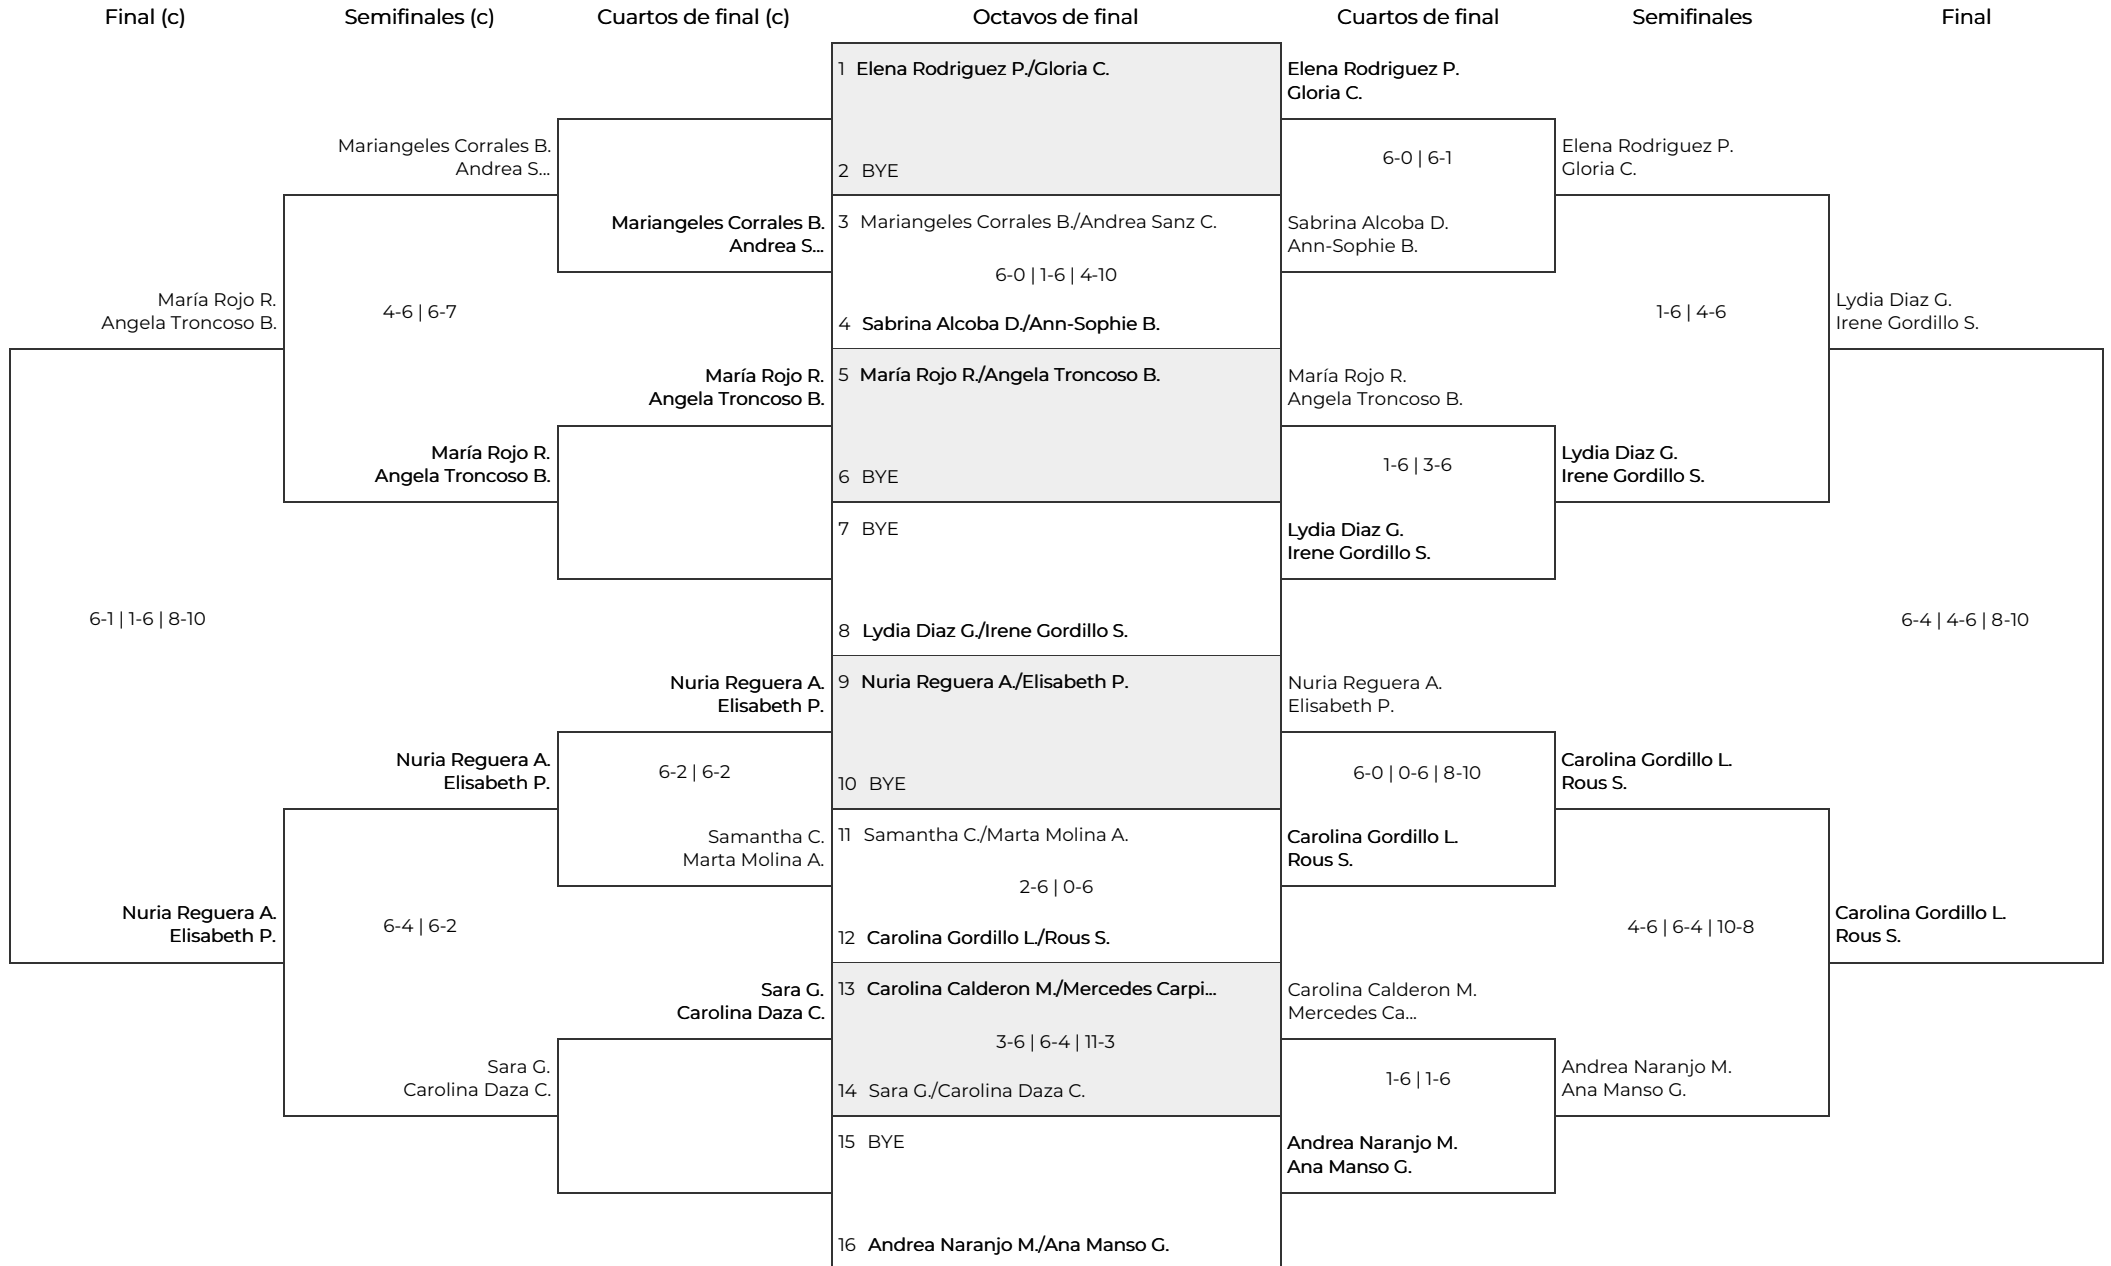 Final (c)
Semifinales (c)
Cuartos de final (c)
Octavos de final
Cuartos de final
Semifinales
Final
María Rojo R.
Angela Troncoso B.
6-1 | 1-6 | 8-10
Nuria Reguera A.
Elisabeth P.
Mariangeles Corrales B.
Andrea S...
4-6 | 6-7
María Rojo R.
Angela Troncoso B.
Nuria Reguera A.
Elisabeth P.
6-4 | 6-2
Sara G.
Carolina Daza C.
Mariangeles Corrales B.
Andrea S...
María Rojo R.
Angela Troncoso B.
Nuria Reguera A.
Elisabeth P.
6-2 | 6-2
Samantha C.
Marta Molina A.
Sara G.
Carolina Daza C.
1 Elena Rodriguez P./Gloria C.
2 BYE
3 Mariangeles Corrales B./Andrea Sanz C.
6-0 | 1-6 | 4-10
4 Sabrina Alcoba D./Ann-Sophie B.
5 María Rojo R./Angela Troncoso B.
6 BYE
7 BYE
8 Lydia Diaz G./Irene Gordillo S.
9 Nuria Reguera A./Elisabeth P.
10 BYE
11 Samantha C./Marta Molina A.
2-6 | 0-6
12 Carolina Gordillo L./Rous S.
13 Carolina Calderon M./Mercedes Carpi...
3-6 | 6-4 | 11-3
14 Sara G./Carolina Daza C.
15 BYE
16 Andrea Naranjo M./Ana Manso G.
Elena Rodriguez P.
Gloria C.
6-0 | 6-1
Sabrina Alcoba D.
Ann-Sophie B.
María Rojo R.
Angela Troncoso B.
1-6 | 3-6
Lydia Diaz G.
Irene Gordillo S.
Nuria Reguera A.
Elisabeth P.
6-0 | 0-6 | 8-10
Carolina Gordillo L.
Rous S.
Carolina Calderon M.
Mercedes Ca...
1-6 | 1-6
Andrea Naranjo M.
Ana Manso G.
Elena Rodriguez P.
Gloria C.
1-6 | 4-6
Lydia Diaz G.
Irene Gordillo S.
Carolina Gordillo L.
Rous S.
4-6 | 6-4 | 10-8
Andrea Naranjo M.
Ana Manso G.
Lydia Diaz G.
Irene Gordillo S.
6-4 | 4-6 | 8-10
Carolina Gordillo L.
Rous S.